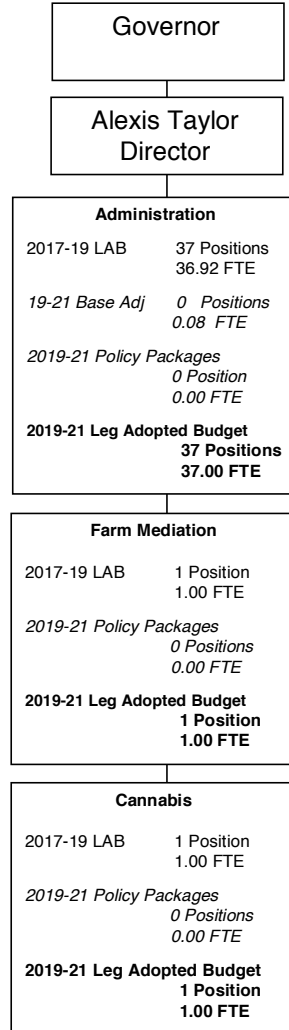 Governor
Alexis Taylor
Director
Administration
2017-19 LAB 37 Positions
36.92 FTE
19-21 Base Adj 0 Positions
0.08 FTE
2019-21 Policy Packages
0 Position
0.00 FTE
2019-21 Leg Adopted Budget
37 Positions
37.00 FTE
Farm Mediation
2017-19 LAB 1 Position
1.00 FTE
2019-21 Policy Packages
0 Positions
0.00 FTE
2019-21 Leg Adopted Budget
1 Position
1.00 FTE
Cannabis
2017-19 LAB 1 Position
1.00 FTE
2019-21 Policy Packages
0 Positions
0.00 FTE
2019-21 Leg Adopted Budget
1 Position
1.00 FTE